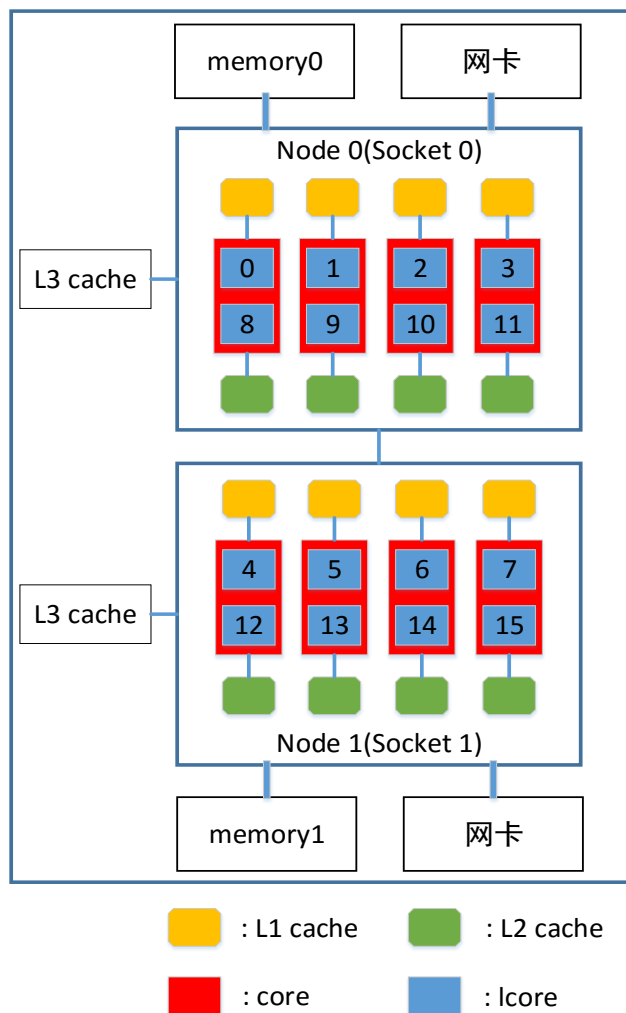 memory0 网卡
Node 0(Socket 0)
L3 cache
0 1 2 3
8 9 10 11
4 5 6 7
L3 cache
12 13 14 15
Node 1(Socket 1)
memory1 网卡
: L1 cache : L2 cache
: core : lcore